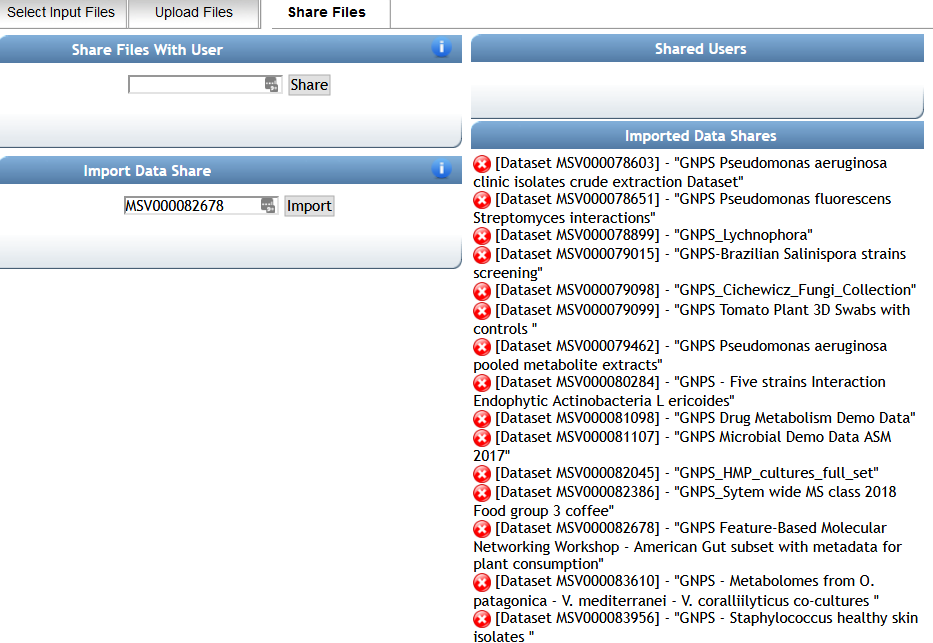 Select Input Files
Upload Files
Share Files
Share Files With User
i
Share
Import Data Share
i
MSV000082678
Import
Shared Users
Imported Data Shares
[Dataset MSV000078603] - "GNPS Pseudomonas aeruginosa
clinic isolates crude extraction Dataset"
[Dataset MSV000078651] - "GNPS Pseudomonas fluorescens
Streptomyces interactions"
[Dataset MSV000078899] - "GNPS_Lychnophora"
[Dataset MSV000079015] - "GNPS-Brazilian Salinispora strains
screening"
[Dataset MSV000079098] - "GNPS_Cichewicz_Fungi_Collection"
[Dataset MSV000079099] - "GNPS Tomato Plant 3D Swabs with
controls "
[Dataset MSV000079462] - "GNPS Pseudomonas aeruginosa
pooled metabolite extracts"
[Dataset MSV000080284] - "GNPS - Five strains Interaction
Endophytic Actinobacteria L ericoides"
[Dataset MSV000081098] - "GNPS Drug Metabolism Demo Data"
[Dataset MSV000081107] - "GNPS Microbial Demo Data ASM
2017"
[Dataset MSV000082045] - "GNPS_HMP_cultures_full_set"
[Dataset MSV000082386] - "GNPS_Sytem wide MS class 2018
Food group 3 coffee"
[Dataset MSV000082678] - "GNPS Feature-Based Molecular
Networking Workshop - American Gut subset with metadata for
plant consumption"
[Dataset MSV000083610] - "GNPS - Metabolomes from O.
patagonica - V. mediterranei - V. coralliilyticus co-cultures "
[Dataset MSV000083956] - "GNPS - Staphylococcus healthy skin
isolates "